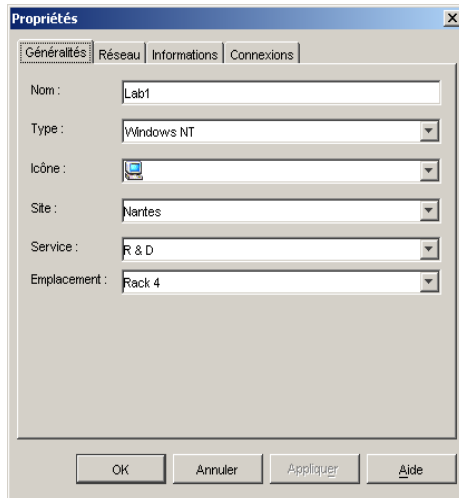 Propriétés
Généralités Réseau Informations Connexions
Nom : Lab1
Type : Windows NT
Icône :
Site : Nantes
Service : R & D
Emplacement : Rack 4
OK Annuler Appliquer Aide